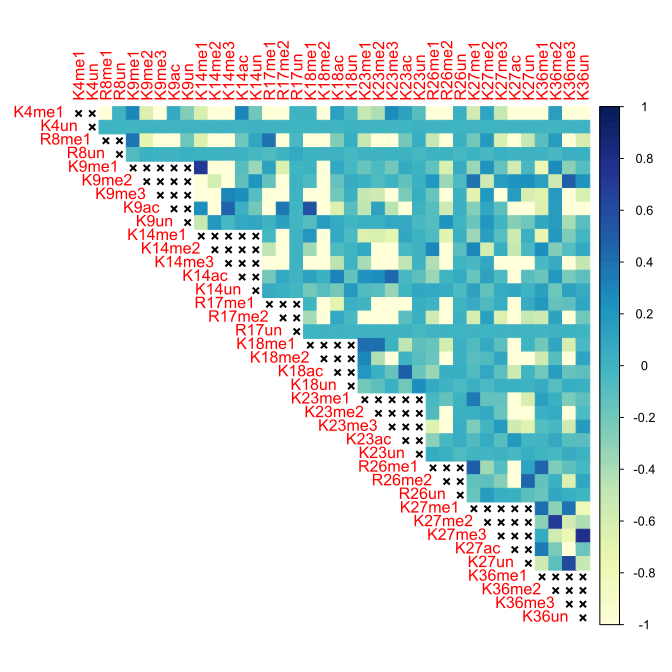 K4me1
K4un
R8me1
R8un
K9me1
K9me2
K9me3
K9ac
K9un
K14me1
K14me2
K14me3
K14ac
K14un
R17me1
R17me2
R17un
K18me1
K18me2
K18ac
K18un
K23me1
K23me2
K23me3
K23ac
K23un
R26me1
R26me2
R26un
K27me1
K27me2
K27me3
K27ac
K27un
K36me1
K36me2
K36me3
K36un
K4me1
K4un
R8me1
R8un
K9me1
K9me2
K9me3
K9ac
K9un
K14me1
K14me2
K14me3
K14ac
K14un
R17me1
R17me2
R17un
K18me1
K18me2
K18ac
K18un
K23me1
K23me2
K23me3
K23ac
K23un
R26me1
R26me2
R26un
K27me1
K27me2
K27me3
K27ac
K27un
K36me1
K36me2
K36me3
K36un
1
0.8
0.6
0.4
0.2
0
-0.2
-0.4
-0.6
-0.8
-1